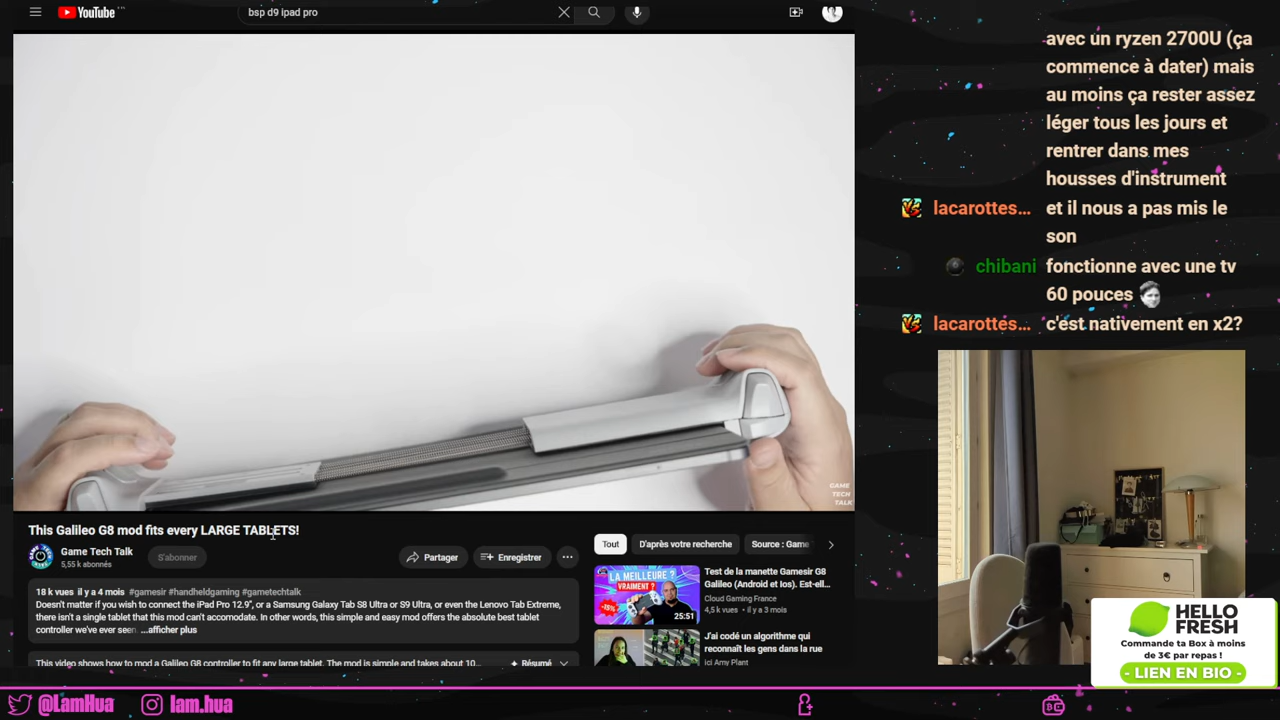 YouTube
bsp d9 ipad pro
GAME
TECH
TALK
This Galileo G8 mod fits every LARGE TABLETS!
Game Tech Talk
5,55 k abonnés
S'abonner
Partager
Enregistrer
18 k vues il y a 4 mois #gamesir #handheldgaming #gametechtalk
Doesn't matter if you wish to connect the iPad Pro 12.9", or a Samsung Galaxy Tab S8 Ultra or S9 Ultra, or even the Lenovo Tab Extreme,
there isn't a single tablet that this mod can't accomodate. In other words, this simple and easy mod offers the absolute best tablet
controller we've ever seen. ...afficher plus
This video shows how to mod a Galileo G8 controller to fit any large tablet. The mod is simple and takes about 10...
Résumé
Tout
D'après votre recherche
Source : Game
LA MEILLEURE ?
VRAIMENT ?
-15%
25:51
Test de la manette Gamesir G8
Galileo (Android et Ios). Est-ell...
Cloud Gaming France
4,5 k vues • il y a 3 mois
J'ai codé un algorithme qui
reconnaît les gens dans la rue
ici Amy Plant
avec un ryzen 2700U (ça
commence à dater) mais
au moins ça rester assez
léger tous les jours et
rentrer dans mes
housses d'instrument
lacarottes... et il nous a pas mis le
son
chibani fonctionne avec une tv
60 pouces
lacarottes... c'est nativement en x2?
HELLO
FRESH
Commande ta Box à moins
de 3€ par repas !
- LIEN EN BIO -
@LamHua
lam.hua